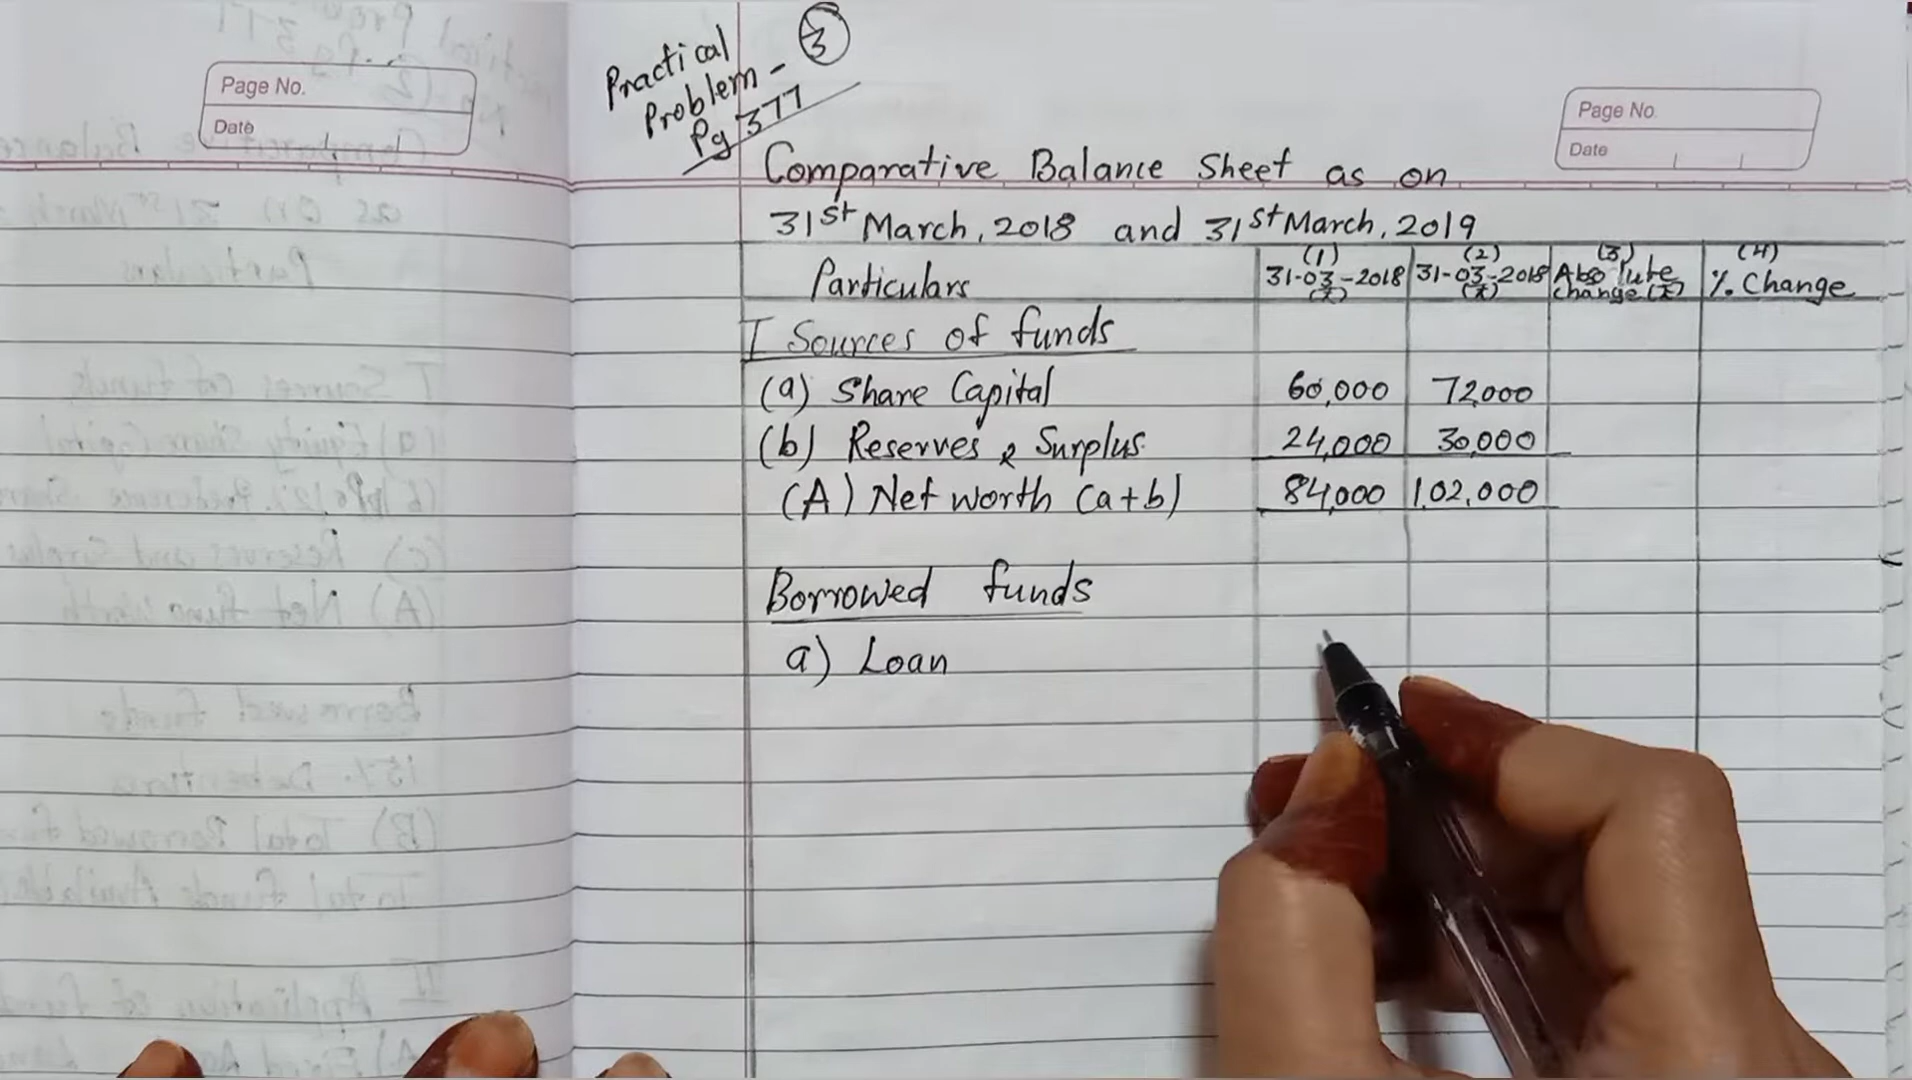 Page No.
Date
Practical
Problem - 3
Pg 377
Page No.
Date
Comparative Balance Sheet as on
31st March, 2018 and 31st March, 2019
Particulars (1) 31-03-2018 (₹) (2) 31-03-2018 (₹) (3) Absolute change (₹) (4) % Change
I Sources of funds
(a) Share Capital 60,000 72,000
(b) Reserves & Surplus 24,000 30,000
(A) Net worth (a+b) 84,000 1,02,000
Borrowed funds
a) Loan